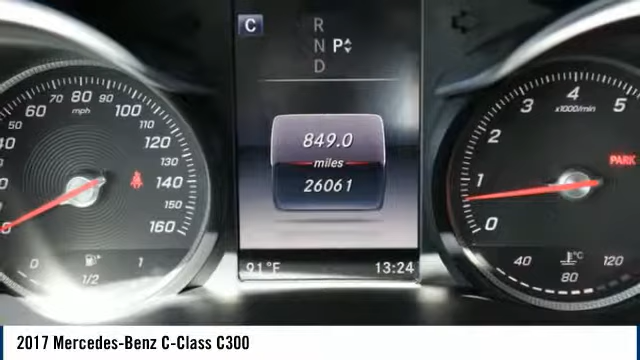 C
R
N P
D
60 70 80 90 100
50
mph
110
120
130
140
150
160
0 1/2 1
849.0
miles
26061
91°F 13:24
0
1
2
3
4
5
x1000/min
PARK
40 °C 120
80
2017 Mercedes-Benz C-Class C300